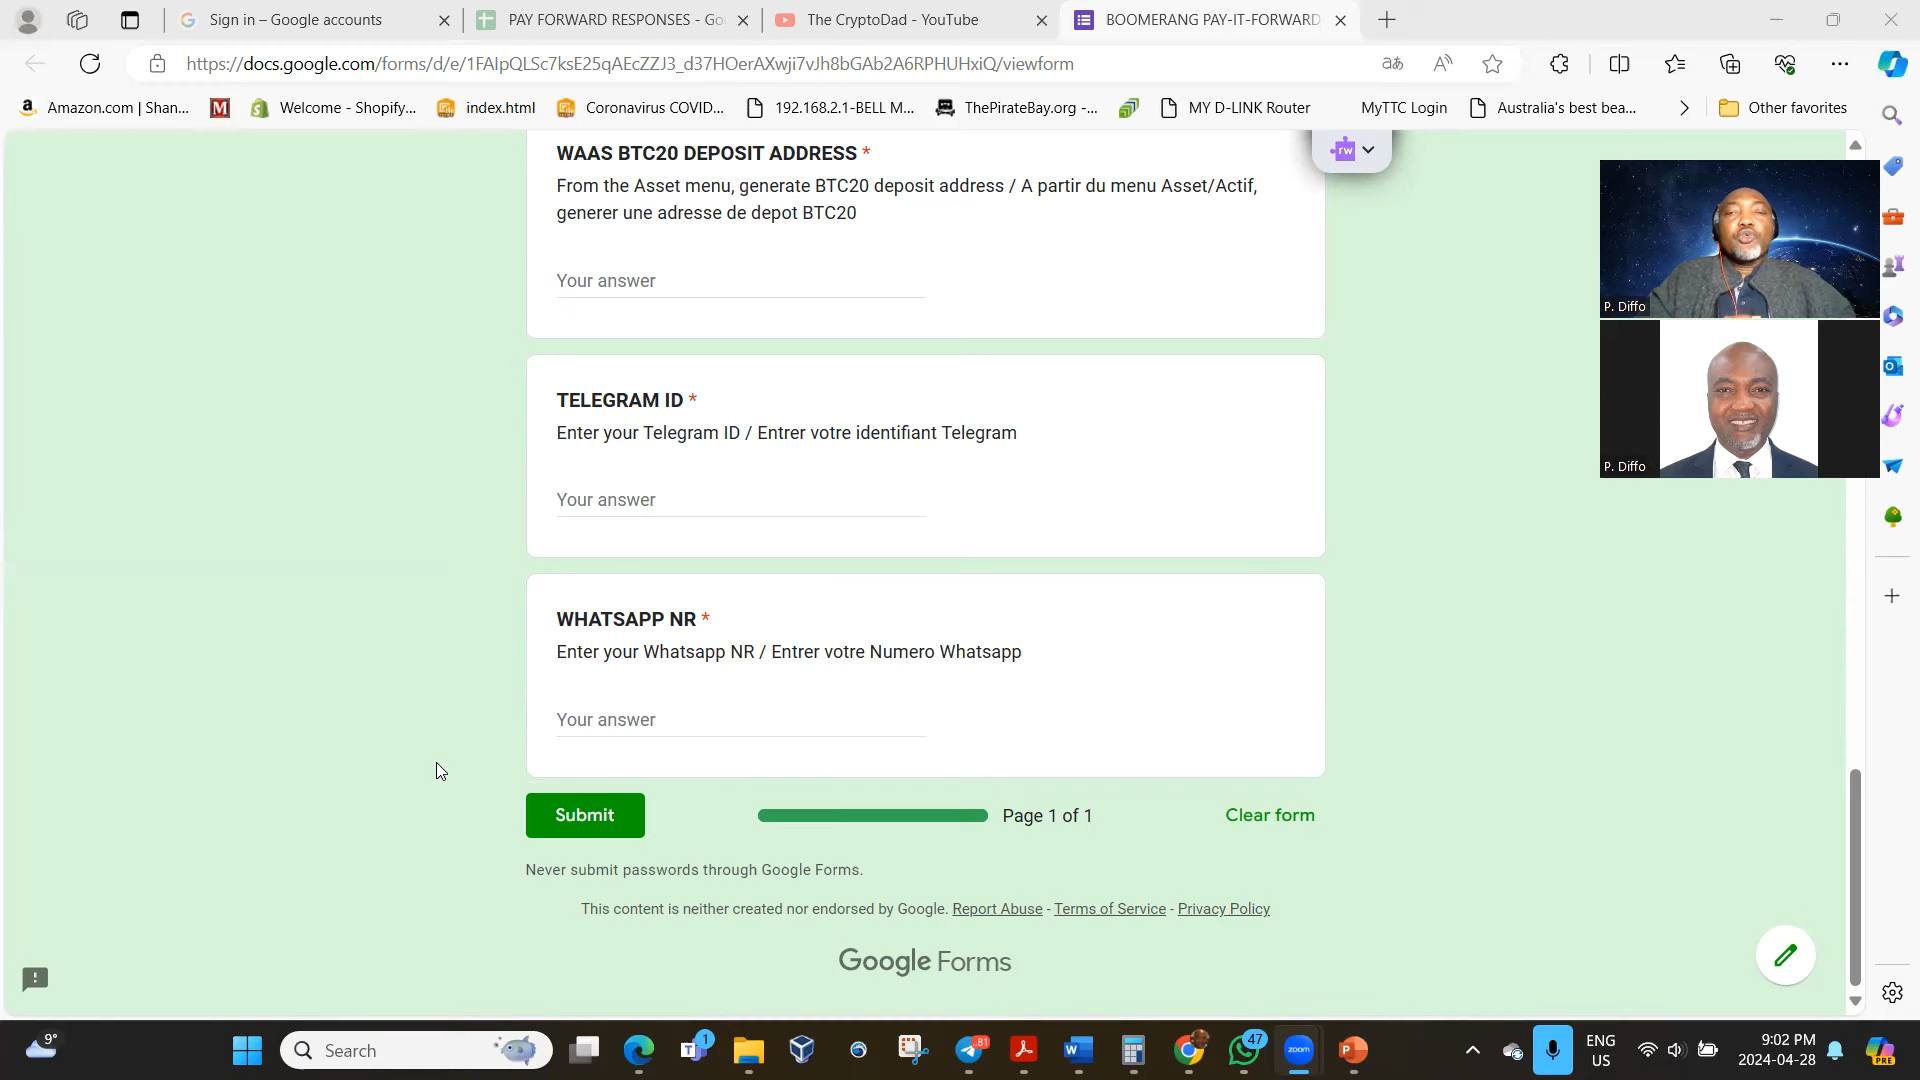 Sign in – Google accounts
PAY FORWARD RESPONSES - Go
The CryptoDad - YouTube
BOOMERANG PAY-IT-FORWARD
https://docs.google.com/forms/d/e/1FAIpQLSc7ksE25qAEcZZJ3_d37HOerAXwji7vJh8bGAb2A6RPHUHxiQ/viewform
Amazon.com | Shan...
Welcome - Shopify...
index.html
Coronavirus COVID...
192.168.2.1-BELL M...
ThePirateBay.org -...
MY D-LINK Router
MyTTC Login
Australia's best bea...
Other favorites
rw
WAAS BTC20 DEPOSIT ADDRESS *
From the Asset menu, generate BTC20 deposit address / A partir du menu Asset/Actif,
generer une adresse de depot BTC20
Your answer
P. Diffo
TELEGRAM ID *
Enter your Telegram ID / Entrer votre identifiant Telegram
P. Diffo
Your answer
WHATSAPP NR *
Enter your Whatsapp NR / Entrer votre Numero Whatsapp
Your answer
Submit
Page 1 of 1
Clear form
Never submit passwords through Google Forms.
This content is neither created nor endorsed by Google. Report Abuse - Terms of Service - Privacy Policy
Google Forms
9°
Search
1
81
47
zoom
ENG
US
9:02 PM
2024-04-28
PRE